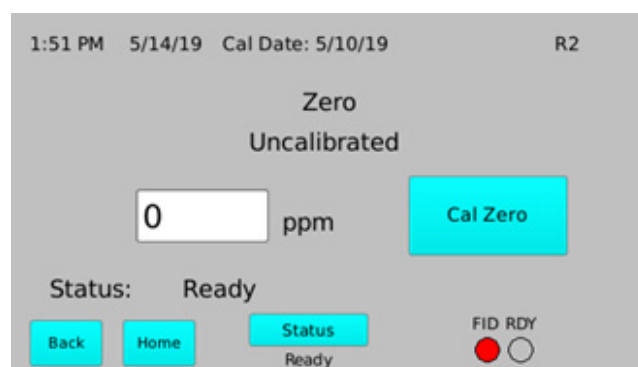 1:51 PM 5/14/19 Cal Date: 5/10/19 R2
Zero
Uncalibrated
0 ppm Cal Zero
Status: Ready
Back Home Status FID RDY
Ready